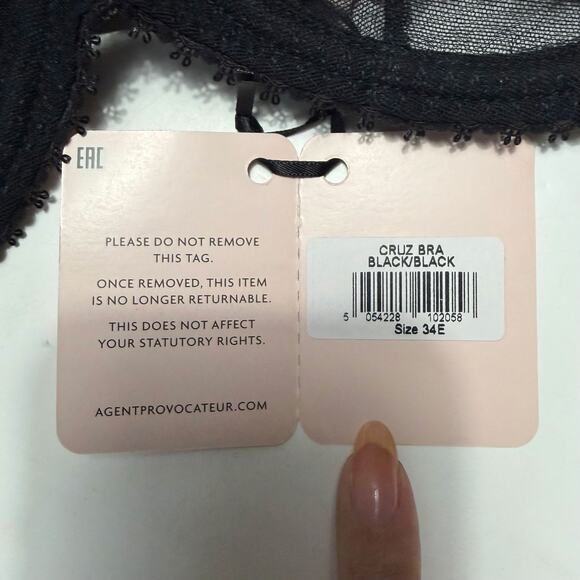 EAC
PLEASE DO NOT REMOVE
THIS TAG.
ONCE REMOVED, THIS ITEM
IS NO LONGER RETURNABLE.
THIS DOES NOT AFFECT
YOUR STATUTORY RIGHTS.
AGENTPROVOCATEUR.COM
CRUZ BRA
BLACK/BLACK
5 054228 102058
Size 34E